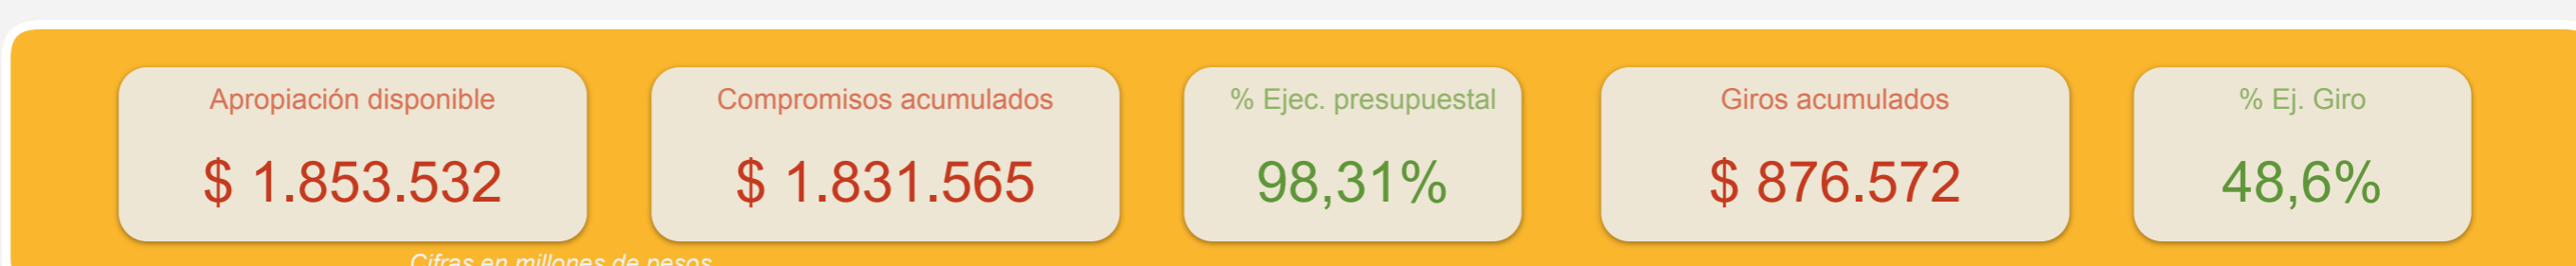 Apropiación disponible
$ 1.853.532
Compromisos acumulados
$ 1.831.565
% Ejec. presupuestal
98,31%
Giros acumulados
$ 876.572
% Ej. Giro
48,6%
Cifras en millones de pesos